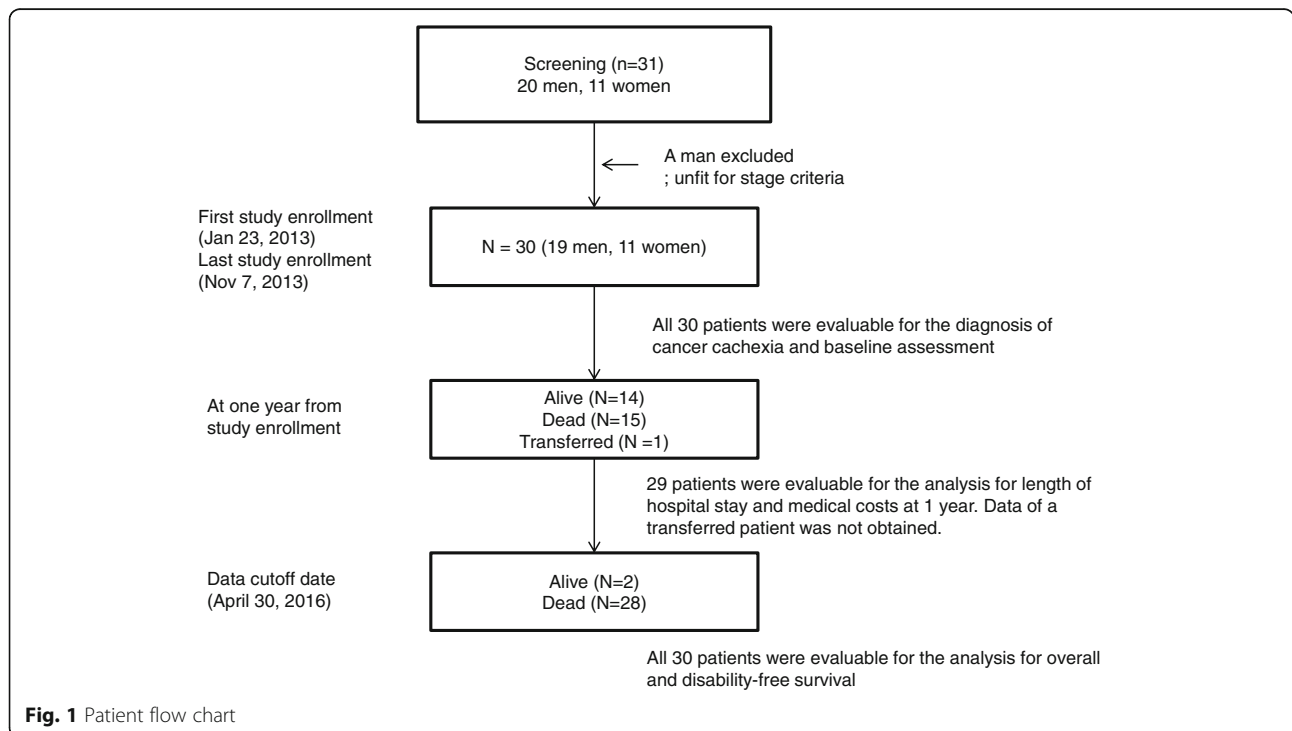 Screening (n=31)
20 men, 11 women
A man excluded
; unfit for stage criteria
First study enrollment
(Jan 23, 2013)
Last study enrollment
(Nov 7, 2013)
N = 30 (19 men, 11 women)
All 30 patients were evaluable for the diagnosis of
cancer cachexia and baseline assessment
At one year from
study enrollment
Alive (N=14)
Dead (N=15)
Transferred (N =1)
29 patients were evaluable for the analysis for length of
hospital stay and medical costs at 1 year. Data of a
transferred patient was not obtained.
Data cutoff date
(April 30, 2016)
Alive (N=2)
Dead (N=28)
All 30 patients were evaluable for the analysis for overall
and disability-free survival
Fig. 1 Patient flow chart